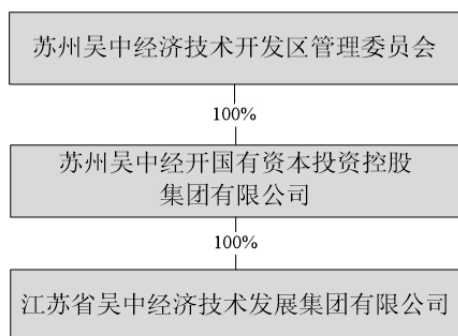 苏州吴中经济技术开发区管理委员会
100%
苏州吴中经开国有资本投资控股
集团有限公司
100%
江苏省吴中经济技术发展集团有限公司